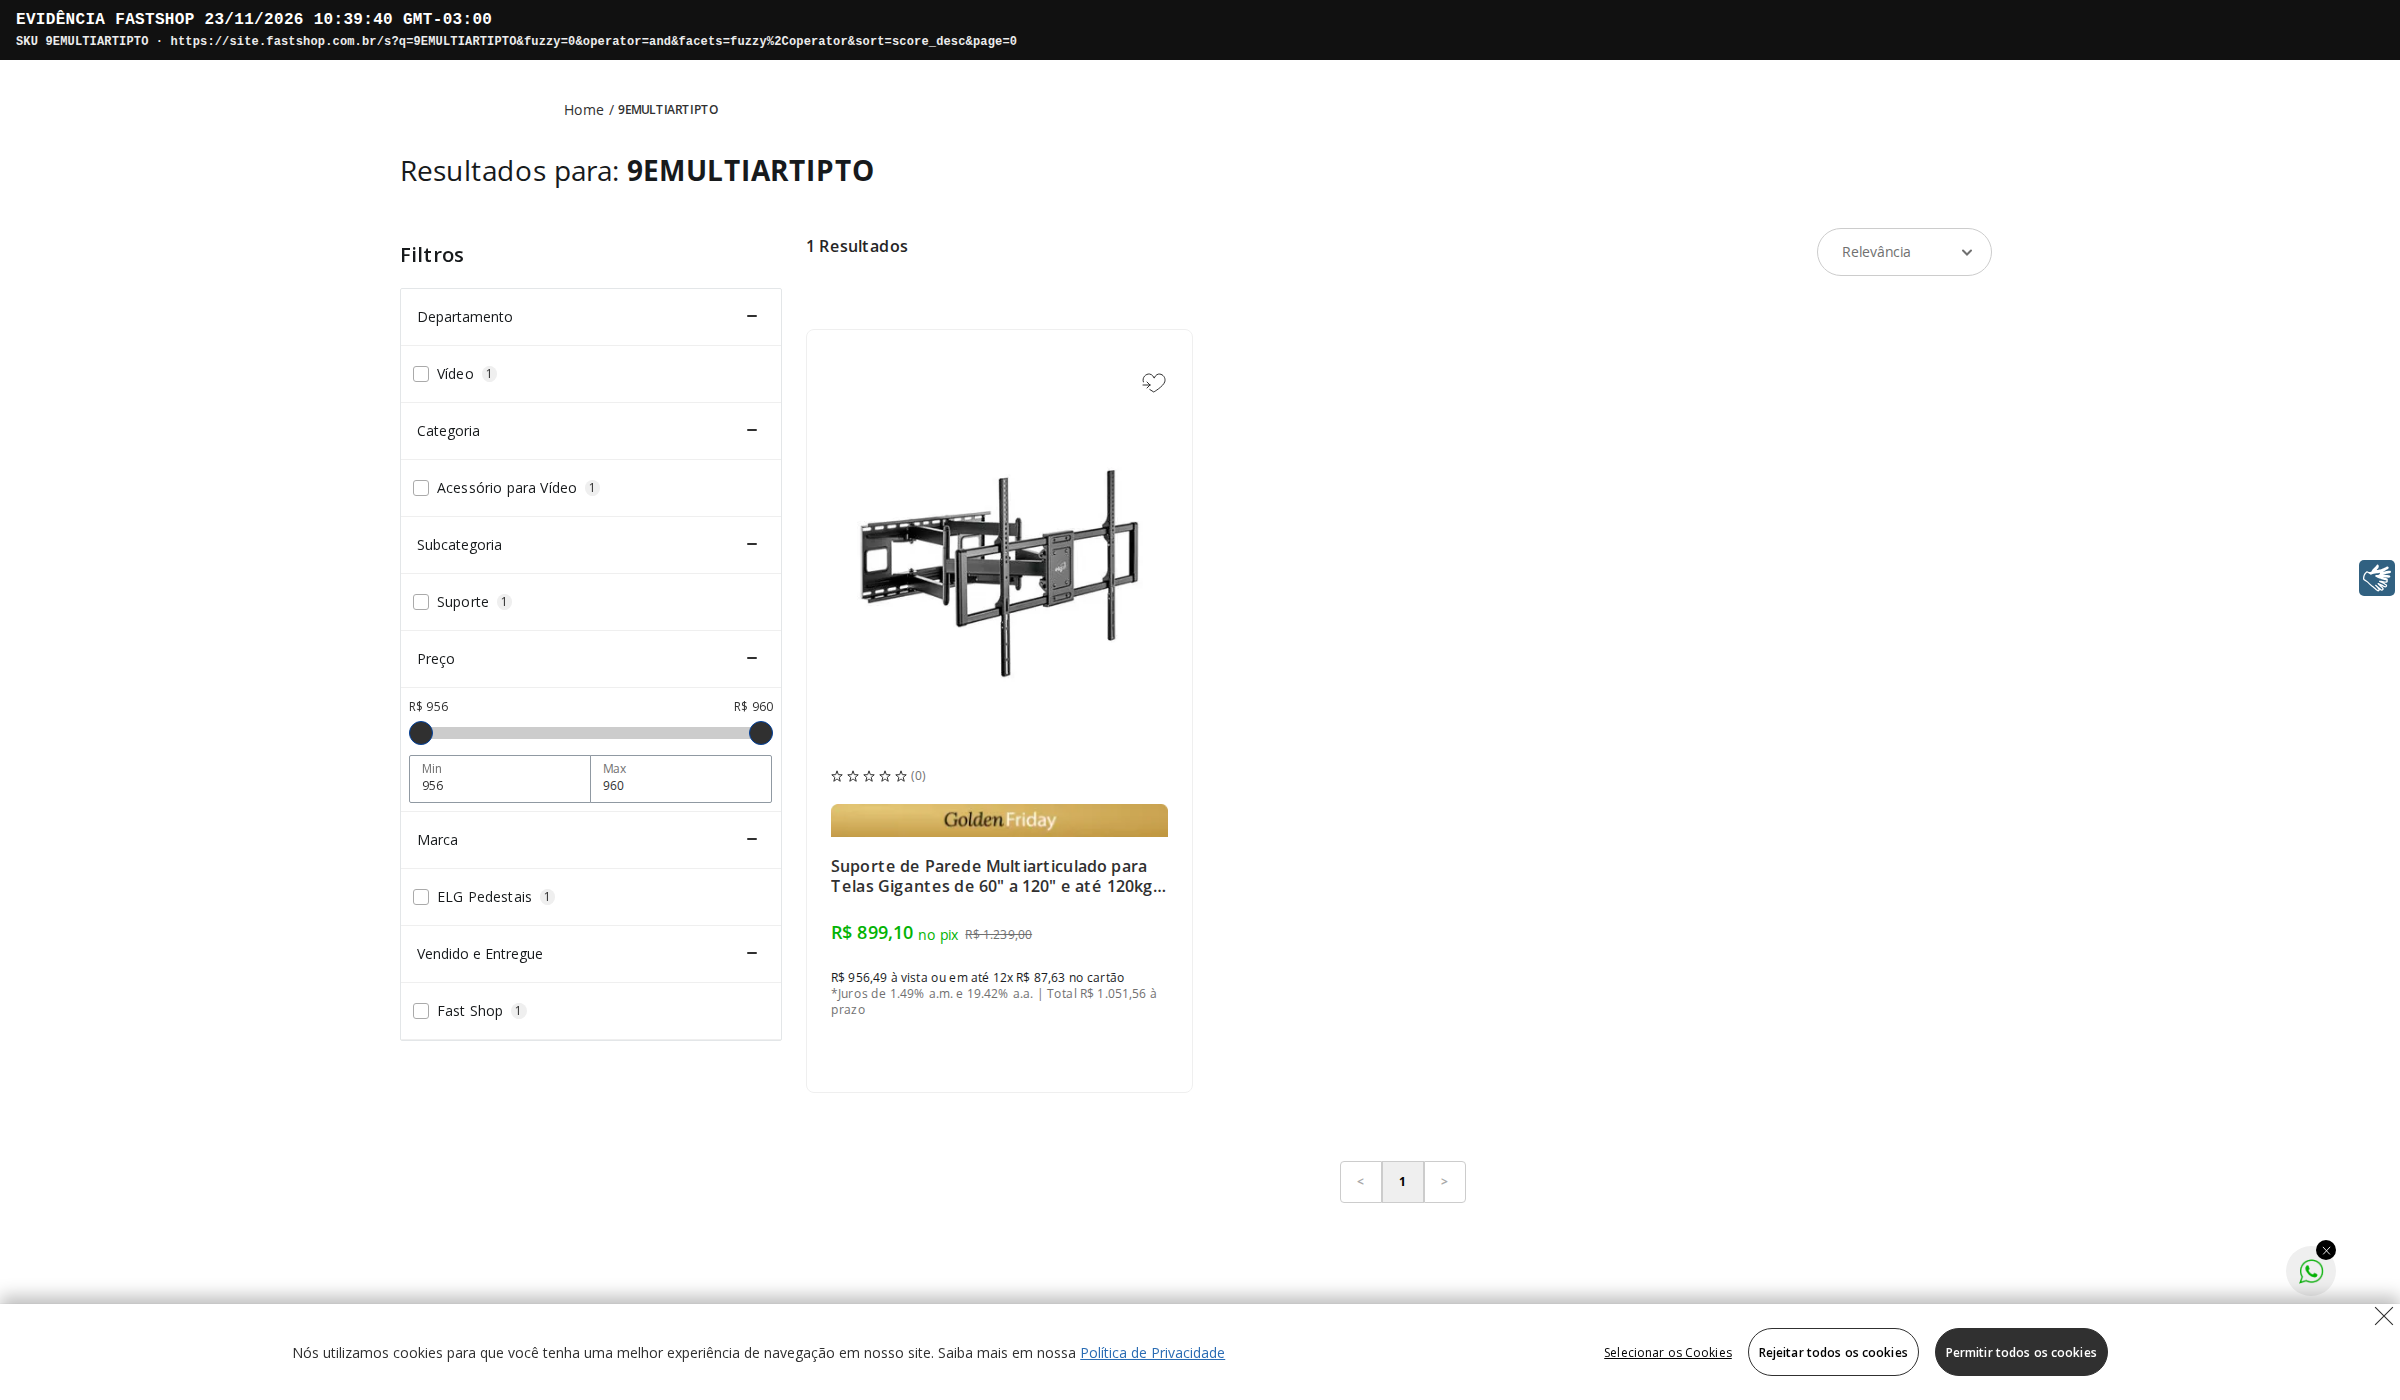 EVIDÊNCIA FASTSHOP 23/11/2026 10:39:40 GMT-03:00
SKU 9EMULTIARTIPTO · https://site.fastshop.com.br/s?q=9EMULTIARTIPTO&fuzzy=0&operator=and&facets=fuzzy%2Coperator&sort=score_desc&page=0
Home / 9EMULTIARTIPTO
Resultados para: 9EMULTIARTIPTO
Filtros
1 Resultados
Relevância
Departamento
Vídeo 1
Categoria
Acessório para Vídeo 1
Subcategoria
Suporte 1
Preço
R$ 956 R$ 960
Min Max
956 960
Marca
ELG Pedestais 1
Vendido e Entregue
Fast Shop 1
(0)
Golden Friday
Suporte de Parede Multiarticulado para
Telas Gigantes de 60" a 120" e até 120kg...
R$ 899,10 no pix R$ 1.239,00
R$ 956,49 à vista ou em até 12x R$ 87,63 no cartão
*Juros de 1.49% a.m. e 19.42% a.a. | Total R$ 1.051,56 à
prazo
< 1 >
Nós utilizamos cookies para que você tenha uma melhor experiência de navegação em nosso site. Saiba mais em nossa Política de Privacidade
Selecionar os Cookies
Rejeitar todos os cookies
Permitir todos os cookies